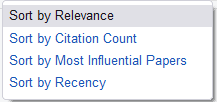 Sort by Relevance
Sort by Citation Count
Sort by Most Influential Papers
Sort by Recency